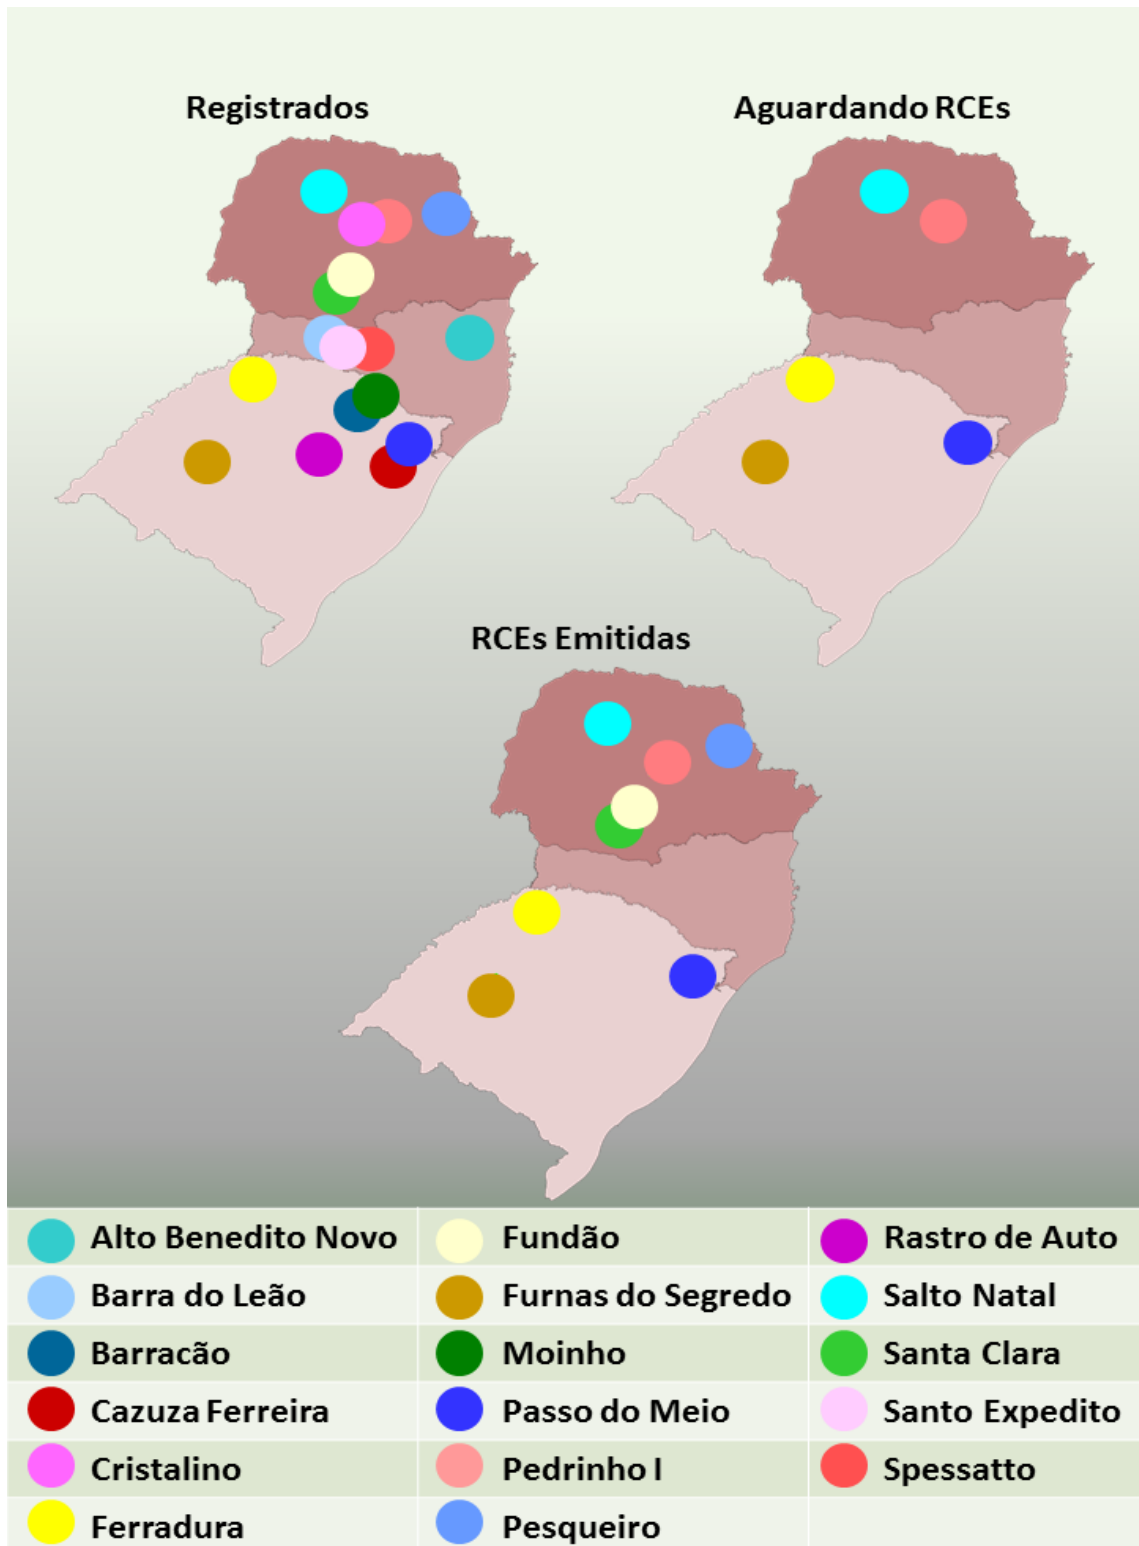 Registrados
Aguardando RCEs
RCEs Emitidas
Alto Benedito Novo
Fundão
Rastro de Auto
Barra do Leão
Furnas do Segredo
Salto Natal
Barracão
Moinho
Santa Clara
Cazuza Ferreira
Passo do Meio
Santo Expedito
Cristalino
Pedrinho I
Spessatto
Ferradura
Pesqueiro